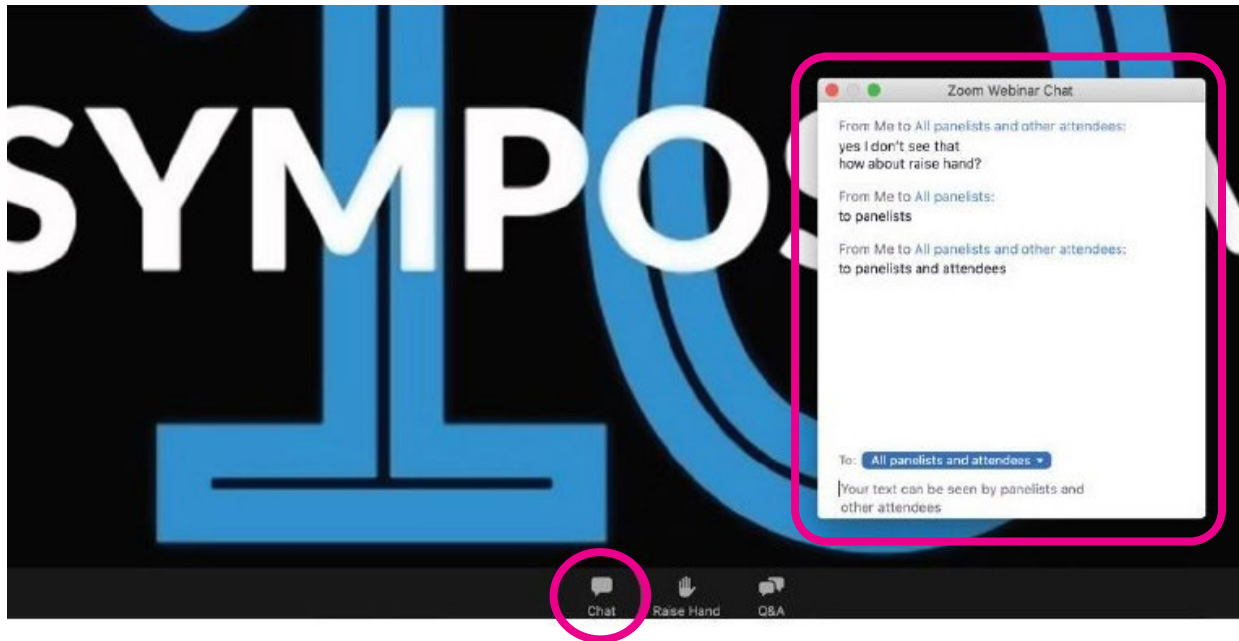 10
SYMPOS
Zoom Webinar Chat
From Me to All panelists and other attendees:
yes I don't see that
how about raise hand?
From Me to All panelists:
to panelists
From Me to All panelists and other attendees:
to panelists and attendees
To: All panelists and attendees
Your text can be seen by panelists and
other attendees
Chat Raise Hand Q&A